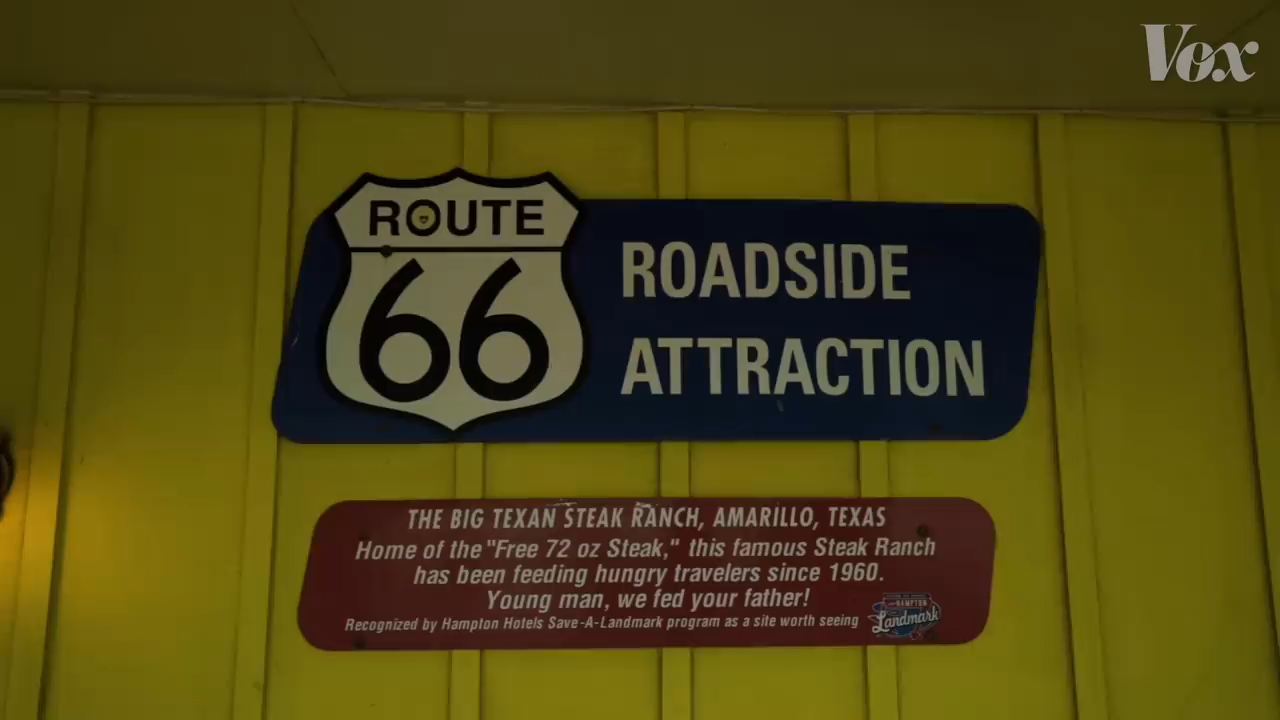 Vox
ROUTE
66
ROADSIDE
ATTRACTION
THE BIG TEXAN STEAK RANCH, AMARILLO, TEXAS
Home of the "Free 72 oz Steak," this famous Steak Ranch
has been feeding hungry travelers since 1960.
Young man, we fed your father!
Recognized by Hampton Hotels Save-A-Landmark program as a site worth seeing
HAMPTON
Landmark